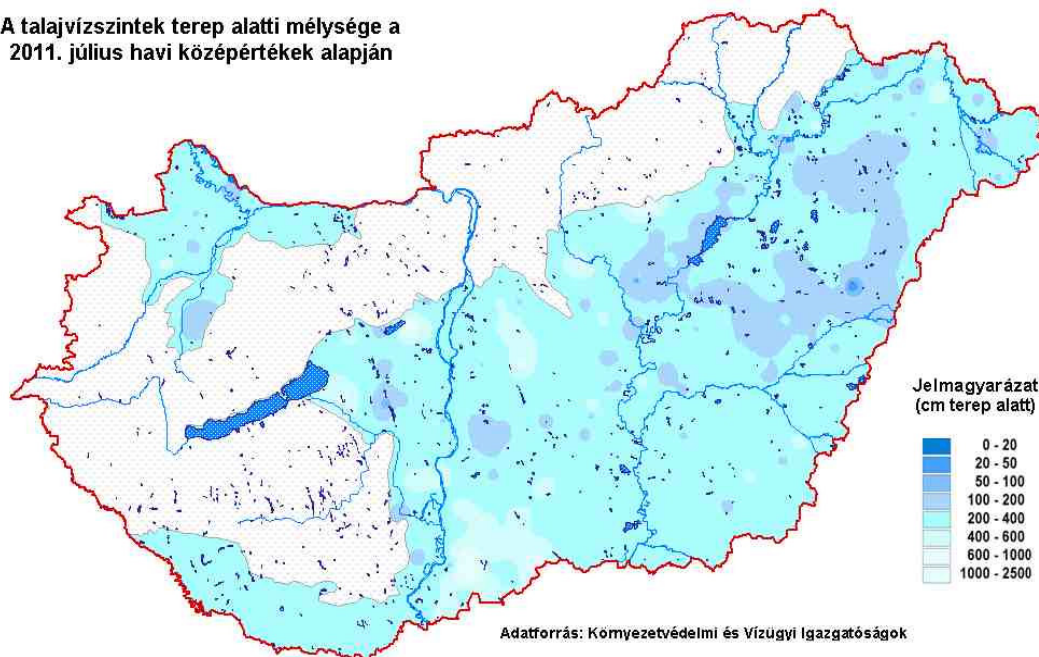 A talajvízszintek terep alatti mélysége a
2011. július havi középértékek alapján
Jelmagyarázat
(cm terep alatt)
0 - 20
20 - 50
50 - 100
100 - 200
200 - 400
400 - 600
600 - 1000
1000 - 2500
Adatforrás: Környezetvédelmi és Vízügyi Igazgatóságok